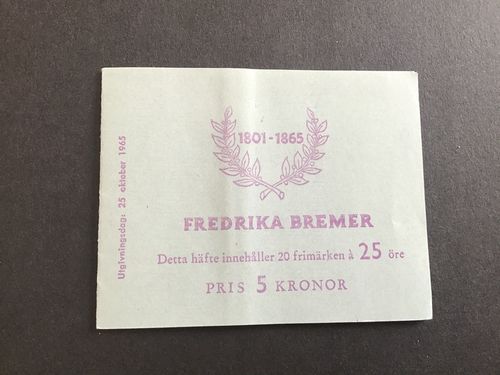 1801-1865
FREDRIKA BREMER
Detta häfte innehåller 20 frimärken à 25 öre
PRIS 5 KRONOR
Utgivningsdag: 25 oktober 1965